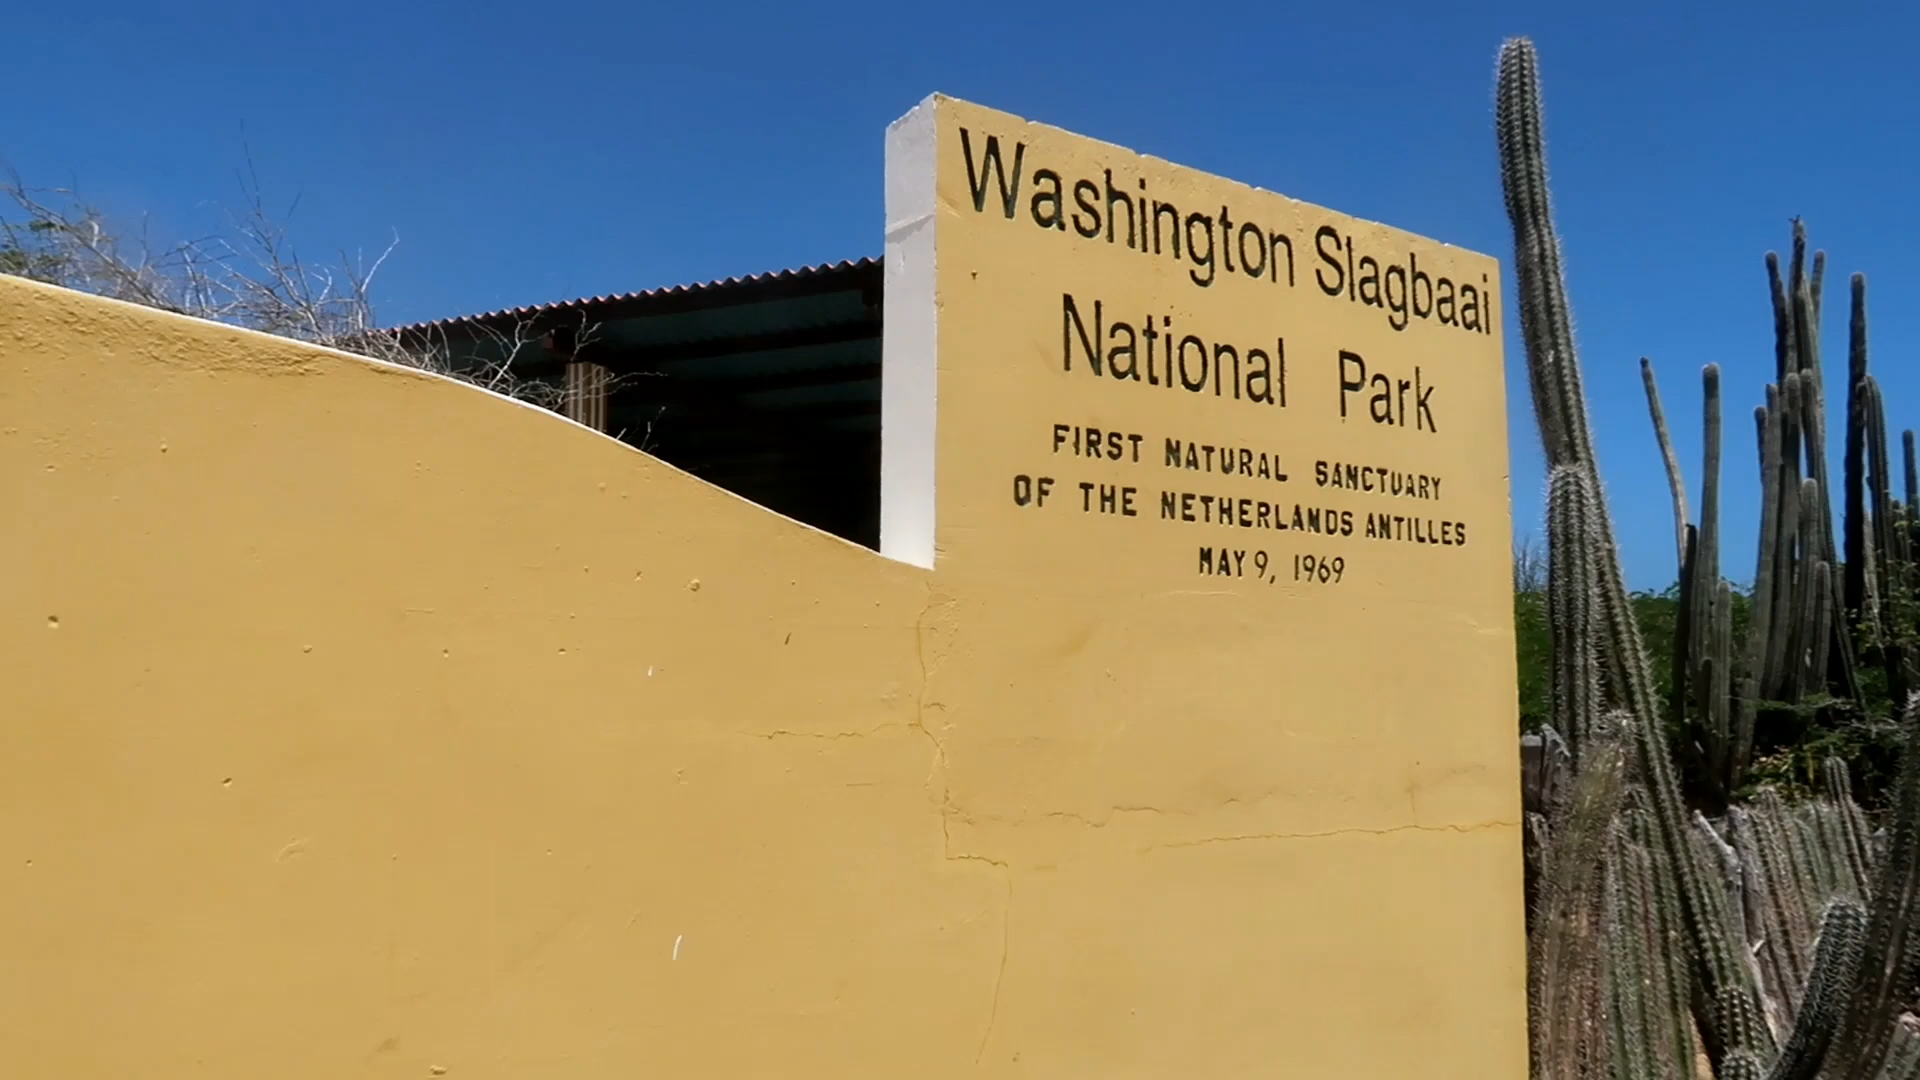 Washington Slagbaai
National Park
FIRST NATURAL SANCTUARY
OF THE NETHERLANDS ANTILLES
MAY 9, 1969